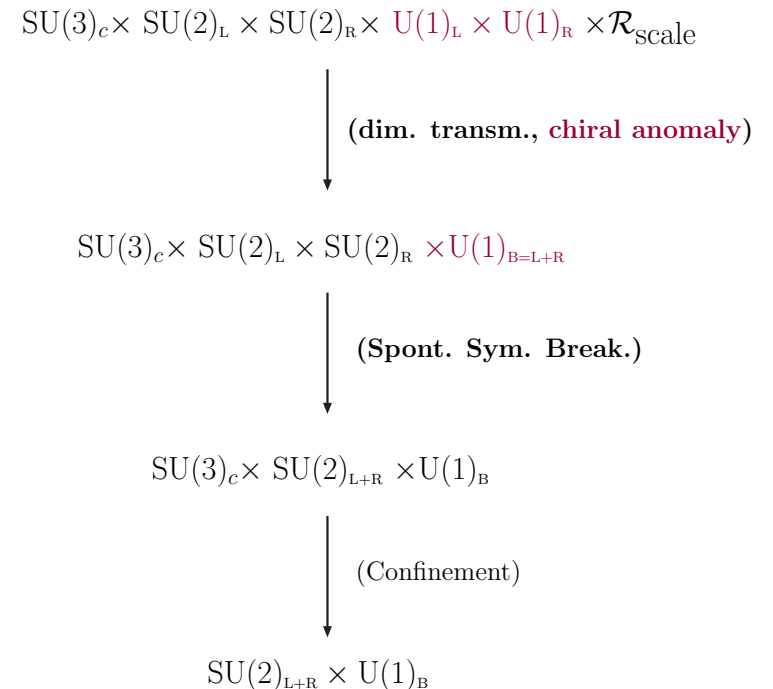 SU(3)c× SU(2)L × SU(2)R× U(1)L × U(1)R ×ℛscale
(dim. transm., chiral anomaly)
SU(3)c× SU(2)L × SU(2)R ×U(1)B=L+R
(Spont. Sym. Break.)
SU(3)c× SU(2)L+R ×U(1)B
(Confinement)
SU(2)L+R × U(1)B